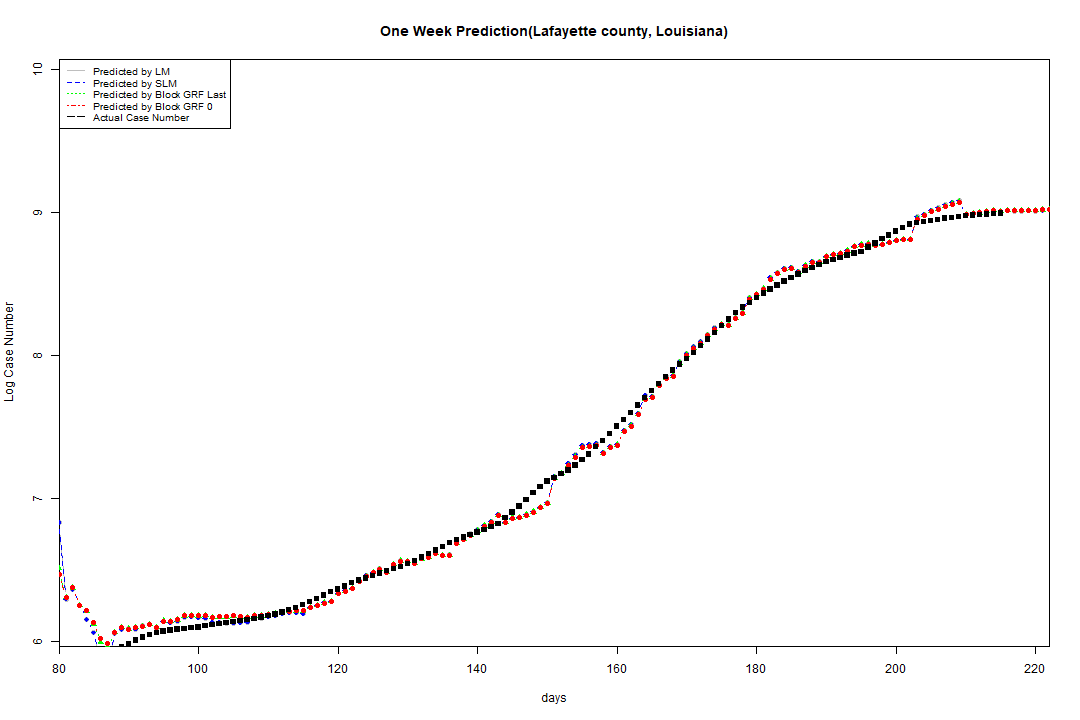 One Week Prediction(Lafayette county, Louisiana)
Predicted by LM
Predicted by SLM
Predicted by Block GRF Last
Predicted by Block GRF 0
Actual Case Number
10
9
8
7
6
Log Case Number
80 100 120 140 160 180 200 220
days